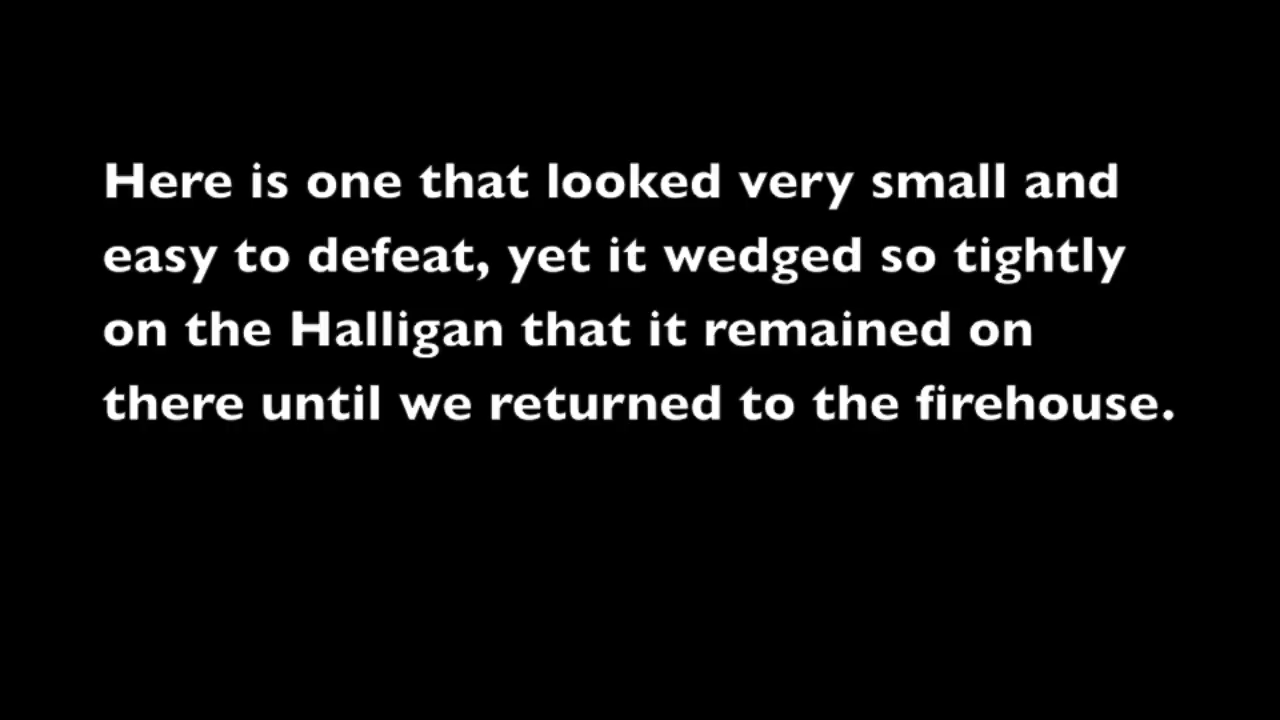 Here is one that looked very small and
easy to defeat, yet it wedged so tightly
on the Halligan that it remained on
there until we returned to the firehouse.